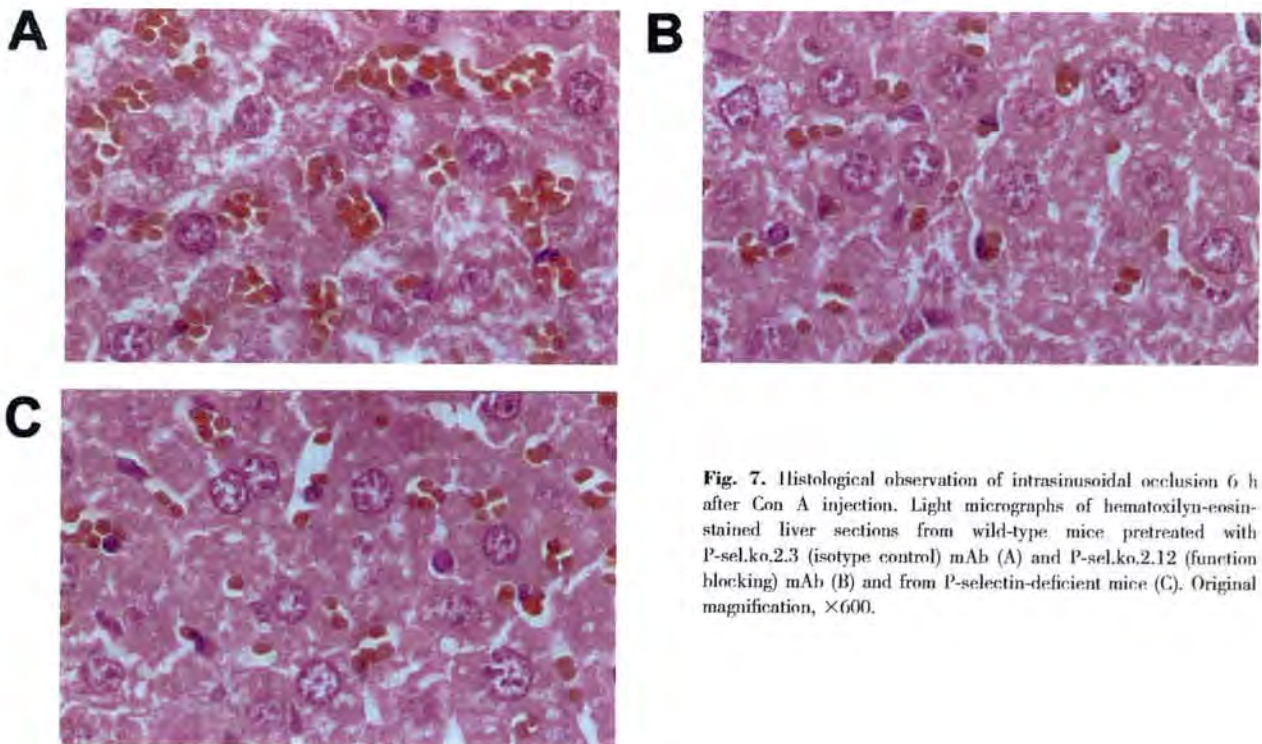 A
B
C
Fig. 7. Histological observation of intrasinusoidal occlusion 6 h
after Con A injection. Light micrographs of hematoxilyn-eosin-
stained liver sections from wild-type mice pretreated with
P-sel.ko.2.3 (isotype control) mAb (A) and P-sel.ko.2.12 (function
blocking) mAb (B) and from P-selectin-deficient mice (C). Original
magnification, ×600.